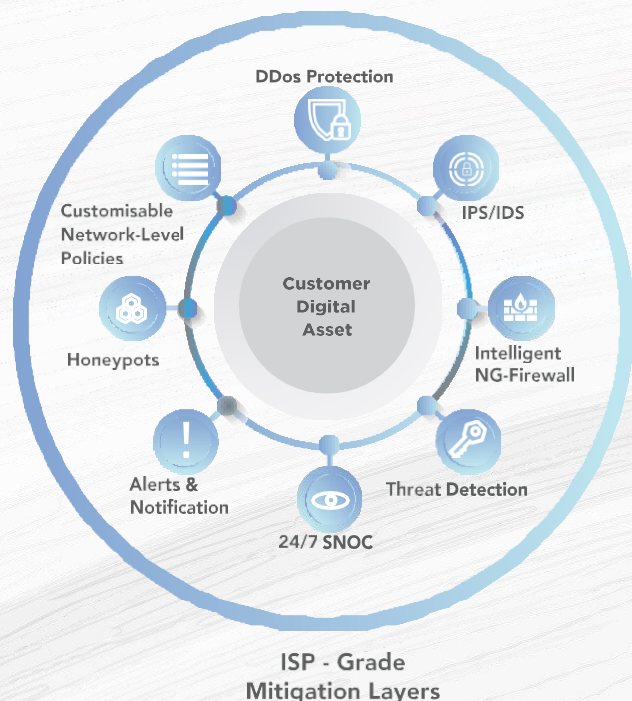 DDos Protection
IPS/IDS
Customisable
Network-Level
Policies
Customer
Digital
Asset
Honeypots
Intelligent
NG-Firewall
Alerts &
Notification
Threat Detection
24/7 SNOC
ISP - Grade
Mitigation Layers